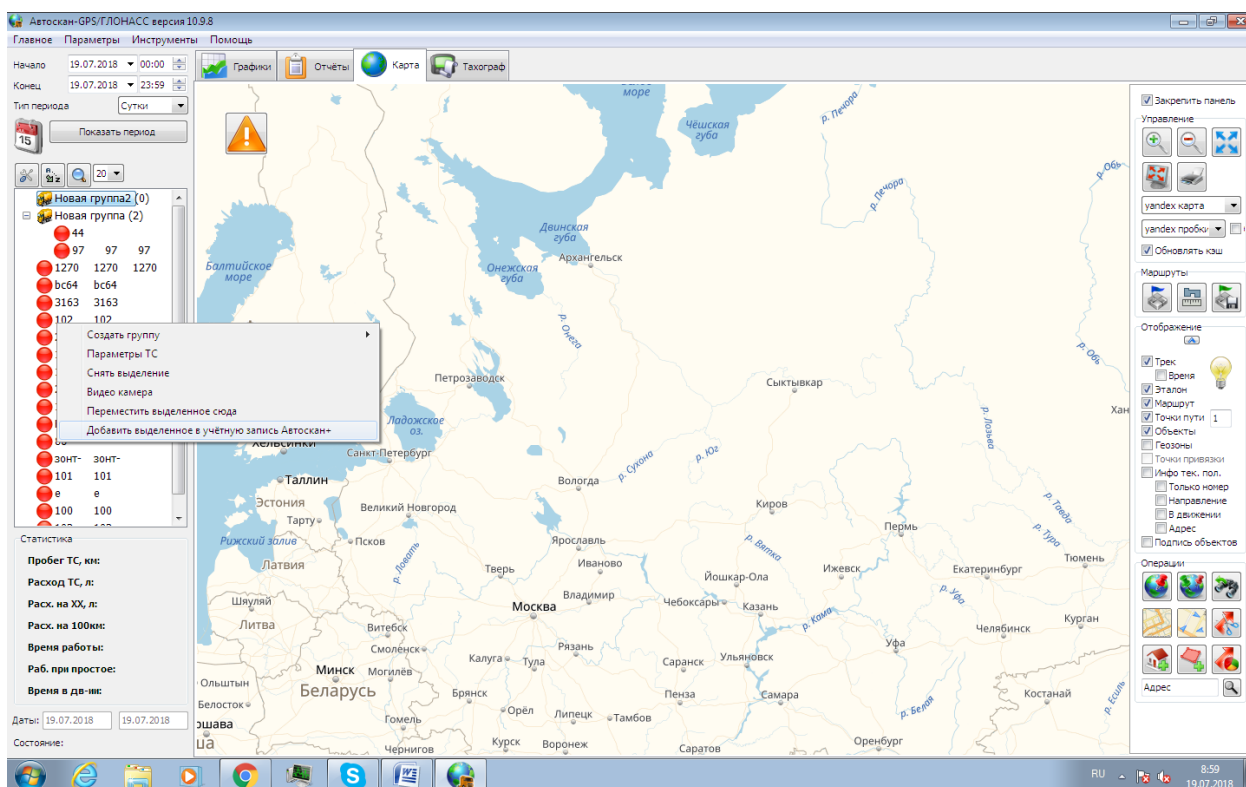 Автоскан-GPS/ГЛОНАСС версия 10.9.8
Главное Параметры Инструменты Помощь
Начало 19.07.2018 00:00
Конец 19.07.2018 23:59
Тип периода Сутки
15 Показать период
Графики Отчёты Карта Тахограф
20
Новая группа2 (0)
Новая группа (2)
44
97 97 97
1270 1270 1270
bc64 bc64
3163 3163
102 102
Создать группу
Параметры ТС
Снять выделение
Видео камера
Переместить выделенное сюда
Добавить выделенное в учётную запись Автоскан+
зонт- зонт-
101 101
е е
100 100
Статистика
Пробег ТС, км:
Расход ТС, л:
Расх. на XX, л:
Расх. на 100км:
Время работы:
Раб. при простое:
Время в дв-ии:
Даты: 19.07.2018 19.07.2018
Состояние:
море
Чёшская
губа
р. Печора
р. Печора
Обь
Двинская
губа
Архангельск
Онежская
губа
Балтийское
море
р. Онега
р. Обь
Петрозаводск
Сыктывкар
Хан
Ладожское
оз.
р. Лозьва
Хельсинки
Санкт-Петербург
р. Сухона
р. Юг
Таллин
Вологда
Эстония
Великий Новгород
Киров
р. Тавда
Тарту
Пермь
р. Тура
Рижский залив
Псков
Ярославль
р. Вятка
Тюмень
Латвия
р. Ловать
Тверь
Иваново
Йошкар-Ола
Ижевск
Екатеринбург
Шяуляй
Москва
Владимир
Чебоксары
Казань
р. Уфа
Литва
Витебск
р. Кама
Челябинск
Курган
Смоленск
Рязань
Уфа
Калуга
Тула
Саранск
Ульяновск
Минск
Могилёв
Ольштын
Беларусь
Брянск
Пенза
Самара
Костанай
Белосток
р. Белая
р. Есиль
Орёл
Липецк
Тамбов
Гомель
Курск
Воронеж
Саратов
Оренбург
Чернигов
Закрепить панель
Управление
yandex карта
yandex пробки
Обновлять кэш
Маршруты
Отображение
Трек
Время
Эталон
Маршрут
Точки пути 1
Объекты
Геозоны
Точки привязки
Инфо тек. пол.
Только номер
Направление
В движении
Адрес
Подпись объектов
Операции
Адрес
RU
8:59
19.07.2018